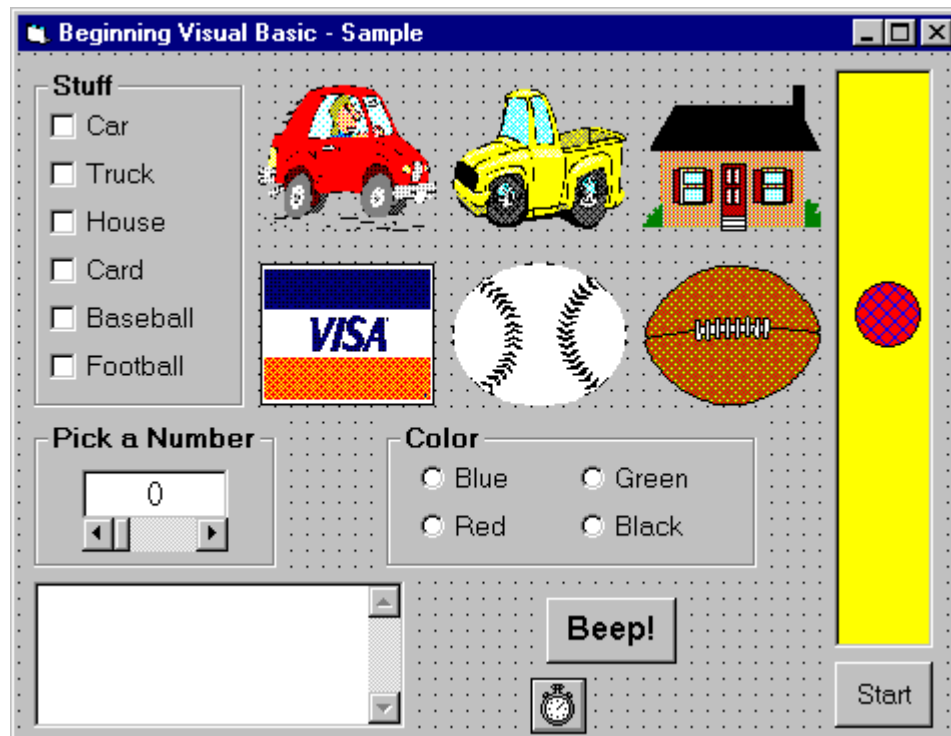 Beginning Visual Basic - Sample
Stuff
Car
Truck
House
Card
Baseball
Football
VISA
Pick a Number
0
Color
Blue
Green
Red
Black
Beep!
Start